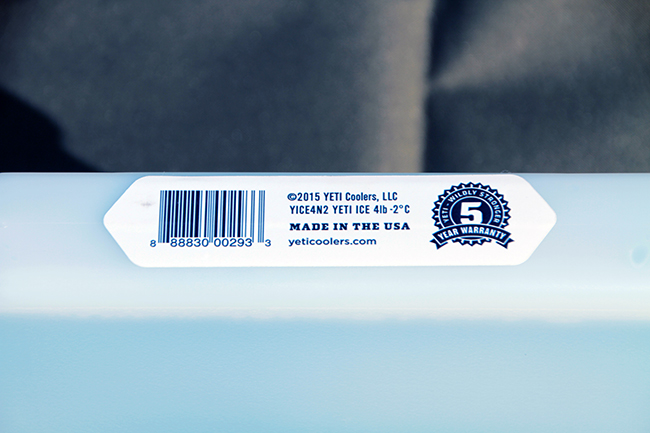 8 88830 00293 3
©2015 YETI Coolers, LLC
YICE4N2 YETI ICE 4lb -2°C
MADE IN THE USA
yeticoolers.com
YETI • WILDLY STRONGER
5
YEAR WARRANTY